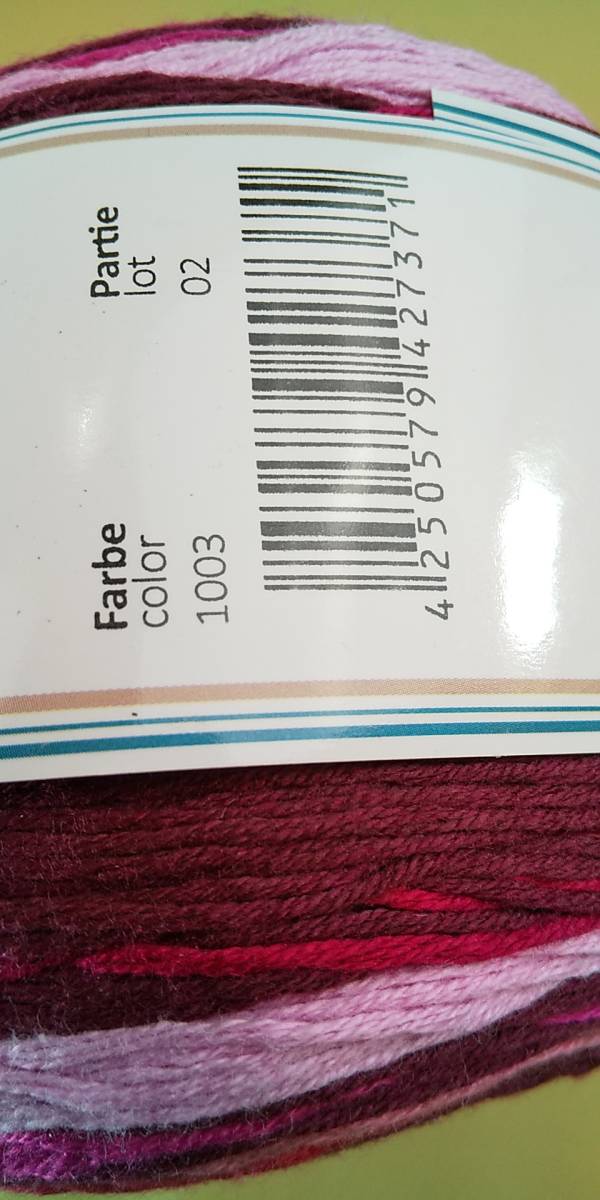 Farbe
color
1003
Partie
lot
02
4 250579 427371